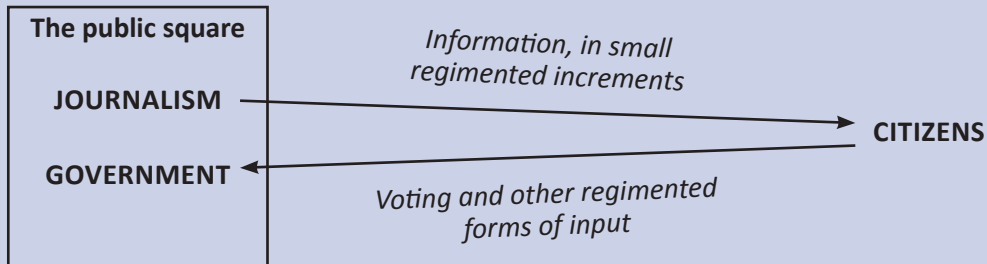 The public square
Information, in small
regimented increments
JOURNALISM
CITIZENS
GOVERNMENT
Voting and other regimented
forms of input